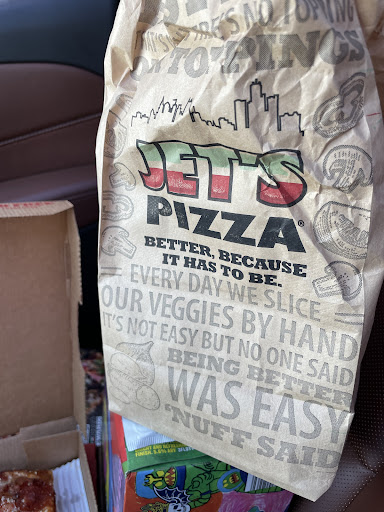 TOPPINGS
JET'S
PIZZA®
BETTER, BECAUSE
IT HAS TO BE.
EVERY DAY WE SLICE
OUR VEGGIES BY HAND
IT'S NOT EASY BUT NO ONE SAID
BEING BETTER
WAS EASY
'NUFF SAID